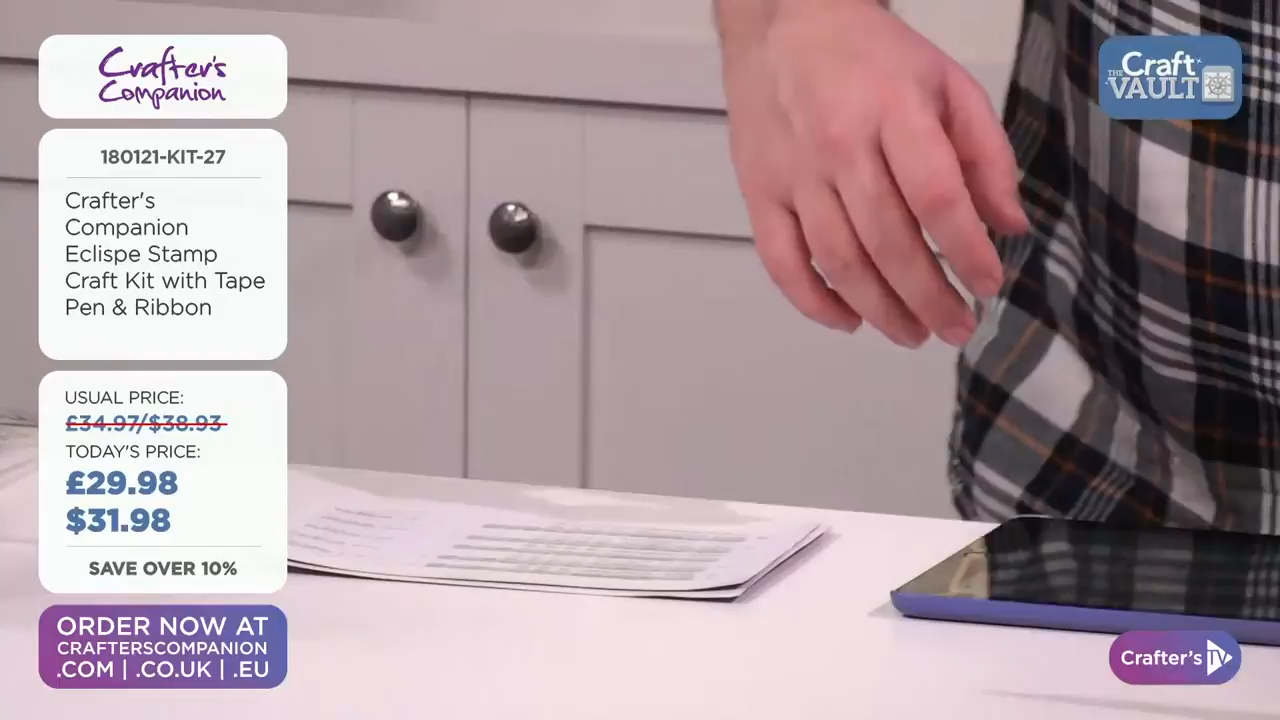 Crafter's
Companion
180121-KIT-27
Crafter's
Companion
Eclispe Stamp
Craft Kit with Tape
Pen & Ribbon
USUAL PRICE:
£34.97/$38.93
TODAY'S PRICE:
£29.98
$31.98
SAVE OVER 10%
ORDER NOW AT
CRAFTERSCOMPANION
.COM | .CO.UK | .EU
THE Craft
VAULT
Crafter's TV